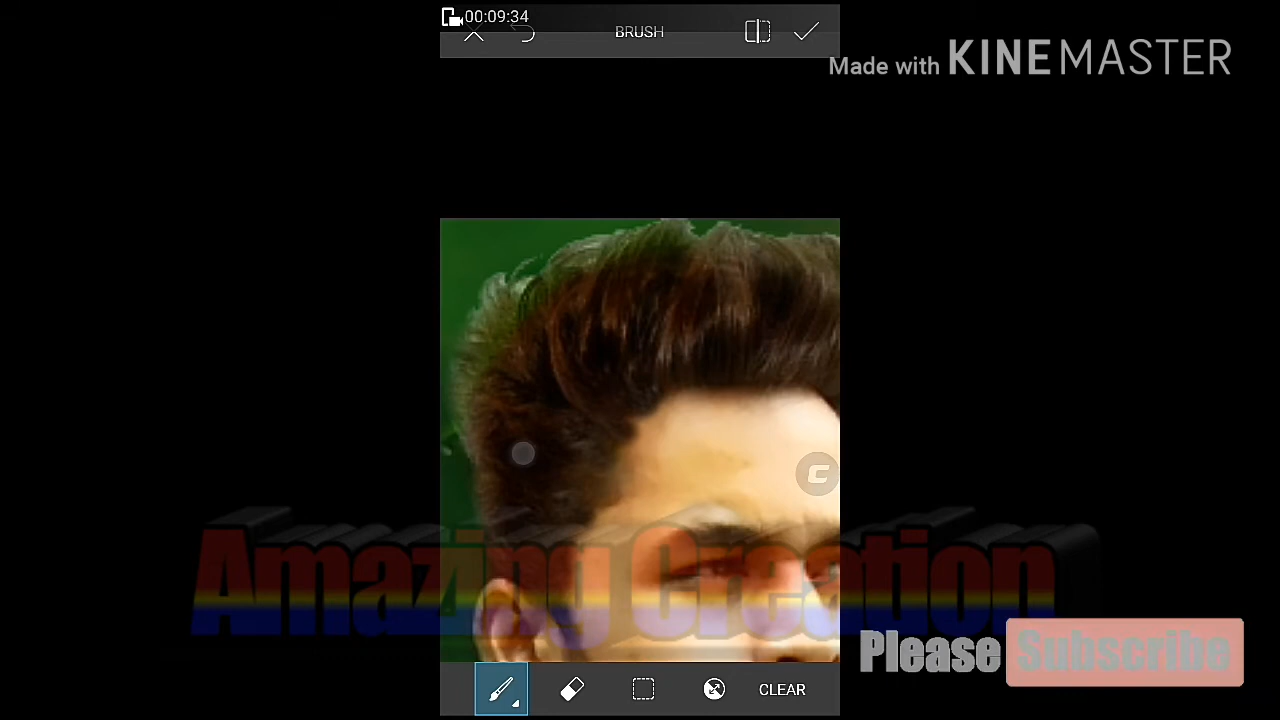 00:09:34
BRUSH
Made with KINEMASTER
Amazing Creation
Please Subscribe
CLEAR